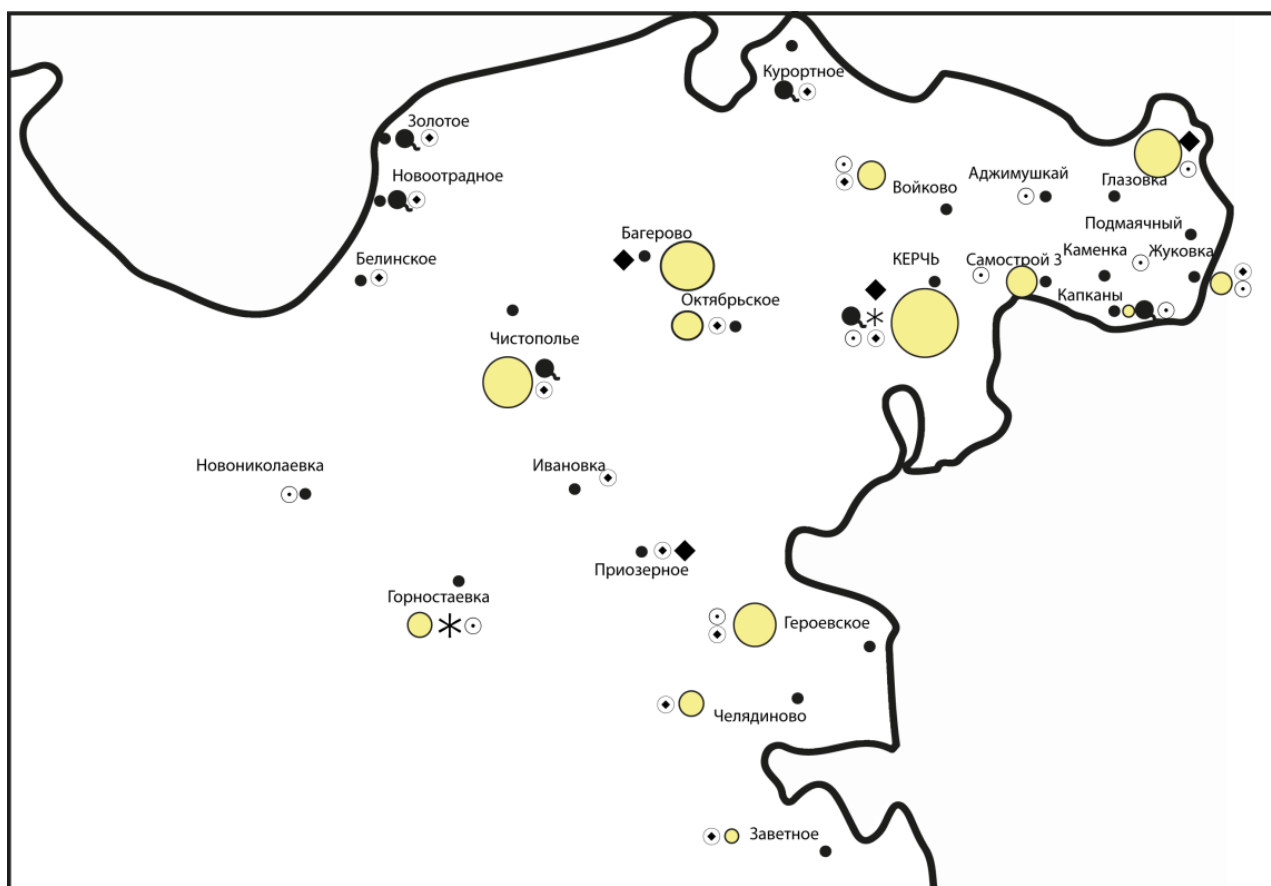 Курортное
Золотое
Новоотрадное
Войково
Аджимушкай
Глазовка
Подмаячный
Багерово
Белинское
КЕРЧЬ
Самострой 3
Каменка
Жуковка
Капканы
Октябрьское
Чистополье
Новониколаевка
Ивановка
Приозерное
Горностаевка
Героевское
Челядиново
Заветное